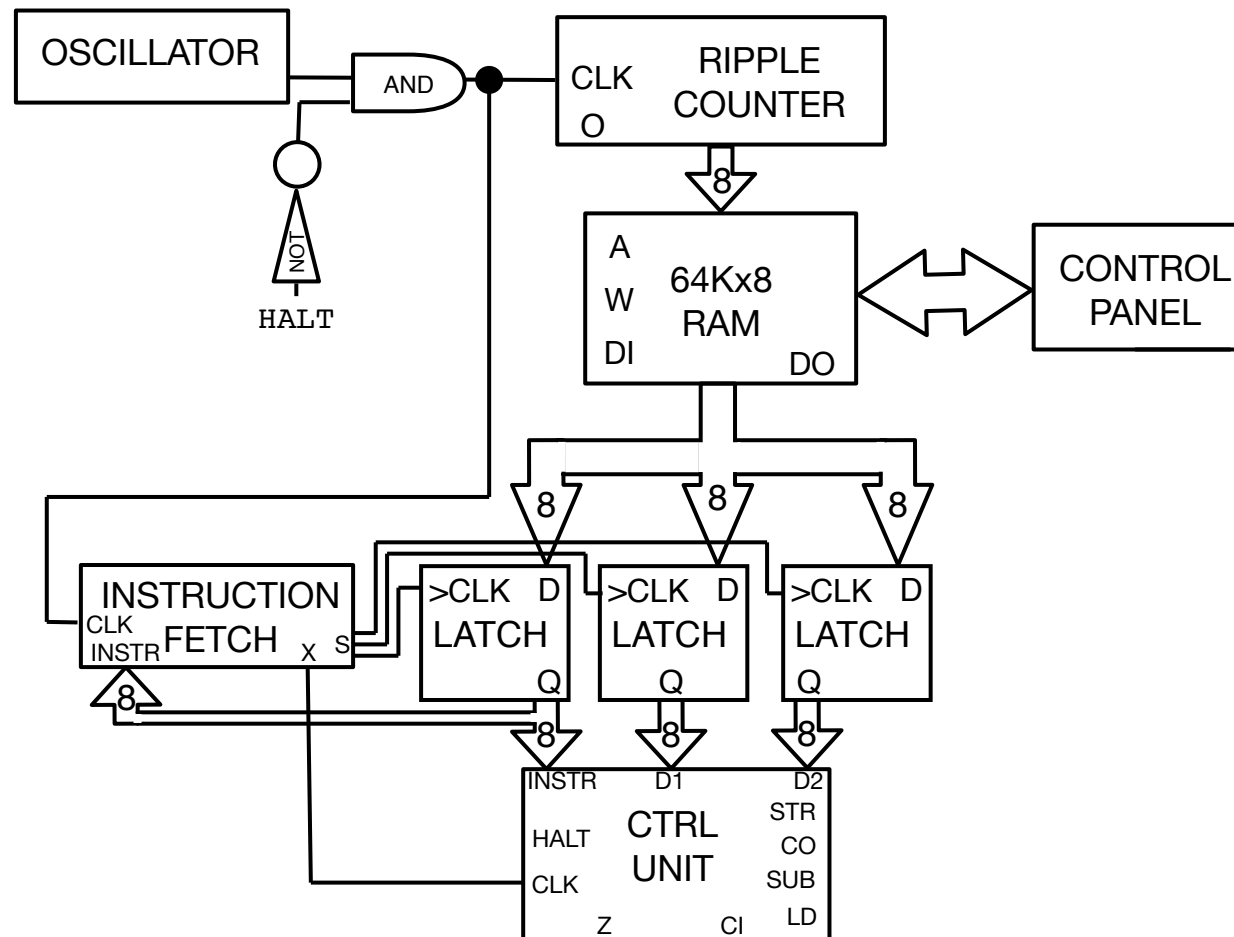 OSCILLATOR
AND
CLK
RIPPLE
COUNTER
O
8
NOT
HALT
A
W
DI
64Kx8
RAM
DO
CONTROL
PANEL
8
8
8
INSTRUCTION
FETCH
CLK
INSTR
X
S
>CLK D
LATCH
Q
>CLK D
LATCH
Q
>CLK D
LATCH
Q
8
8
8
8
INSTR
D1
D2
HALT
CLK
CTRL
UNIT
STR
CO
SUB
LD
Z
CI